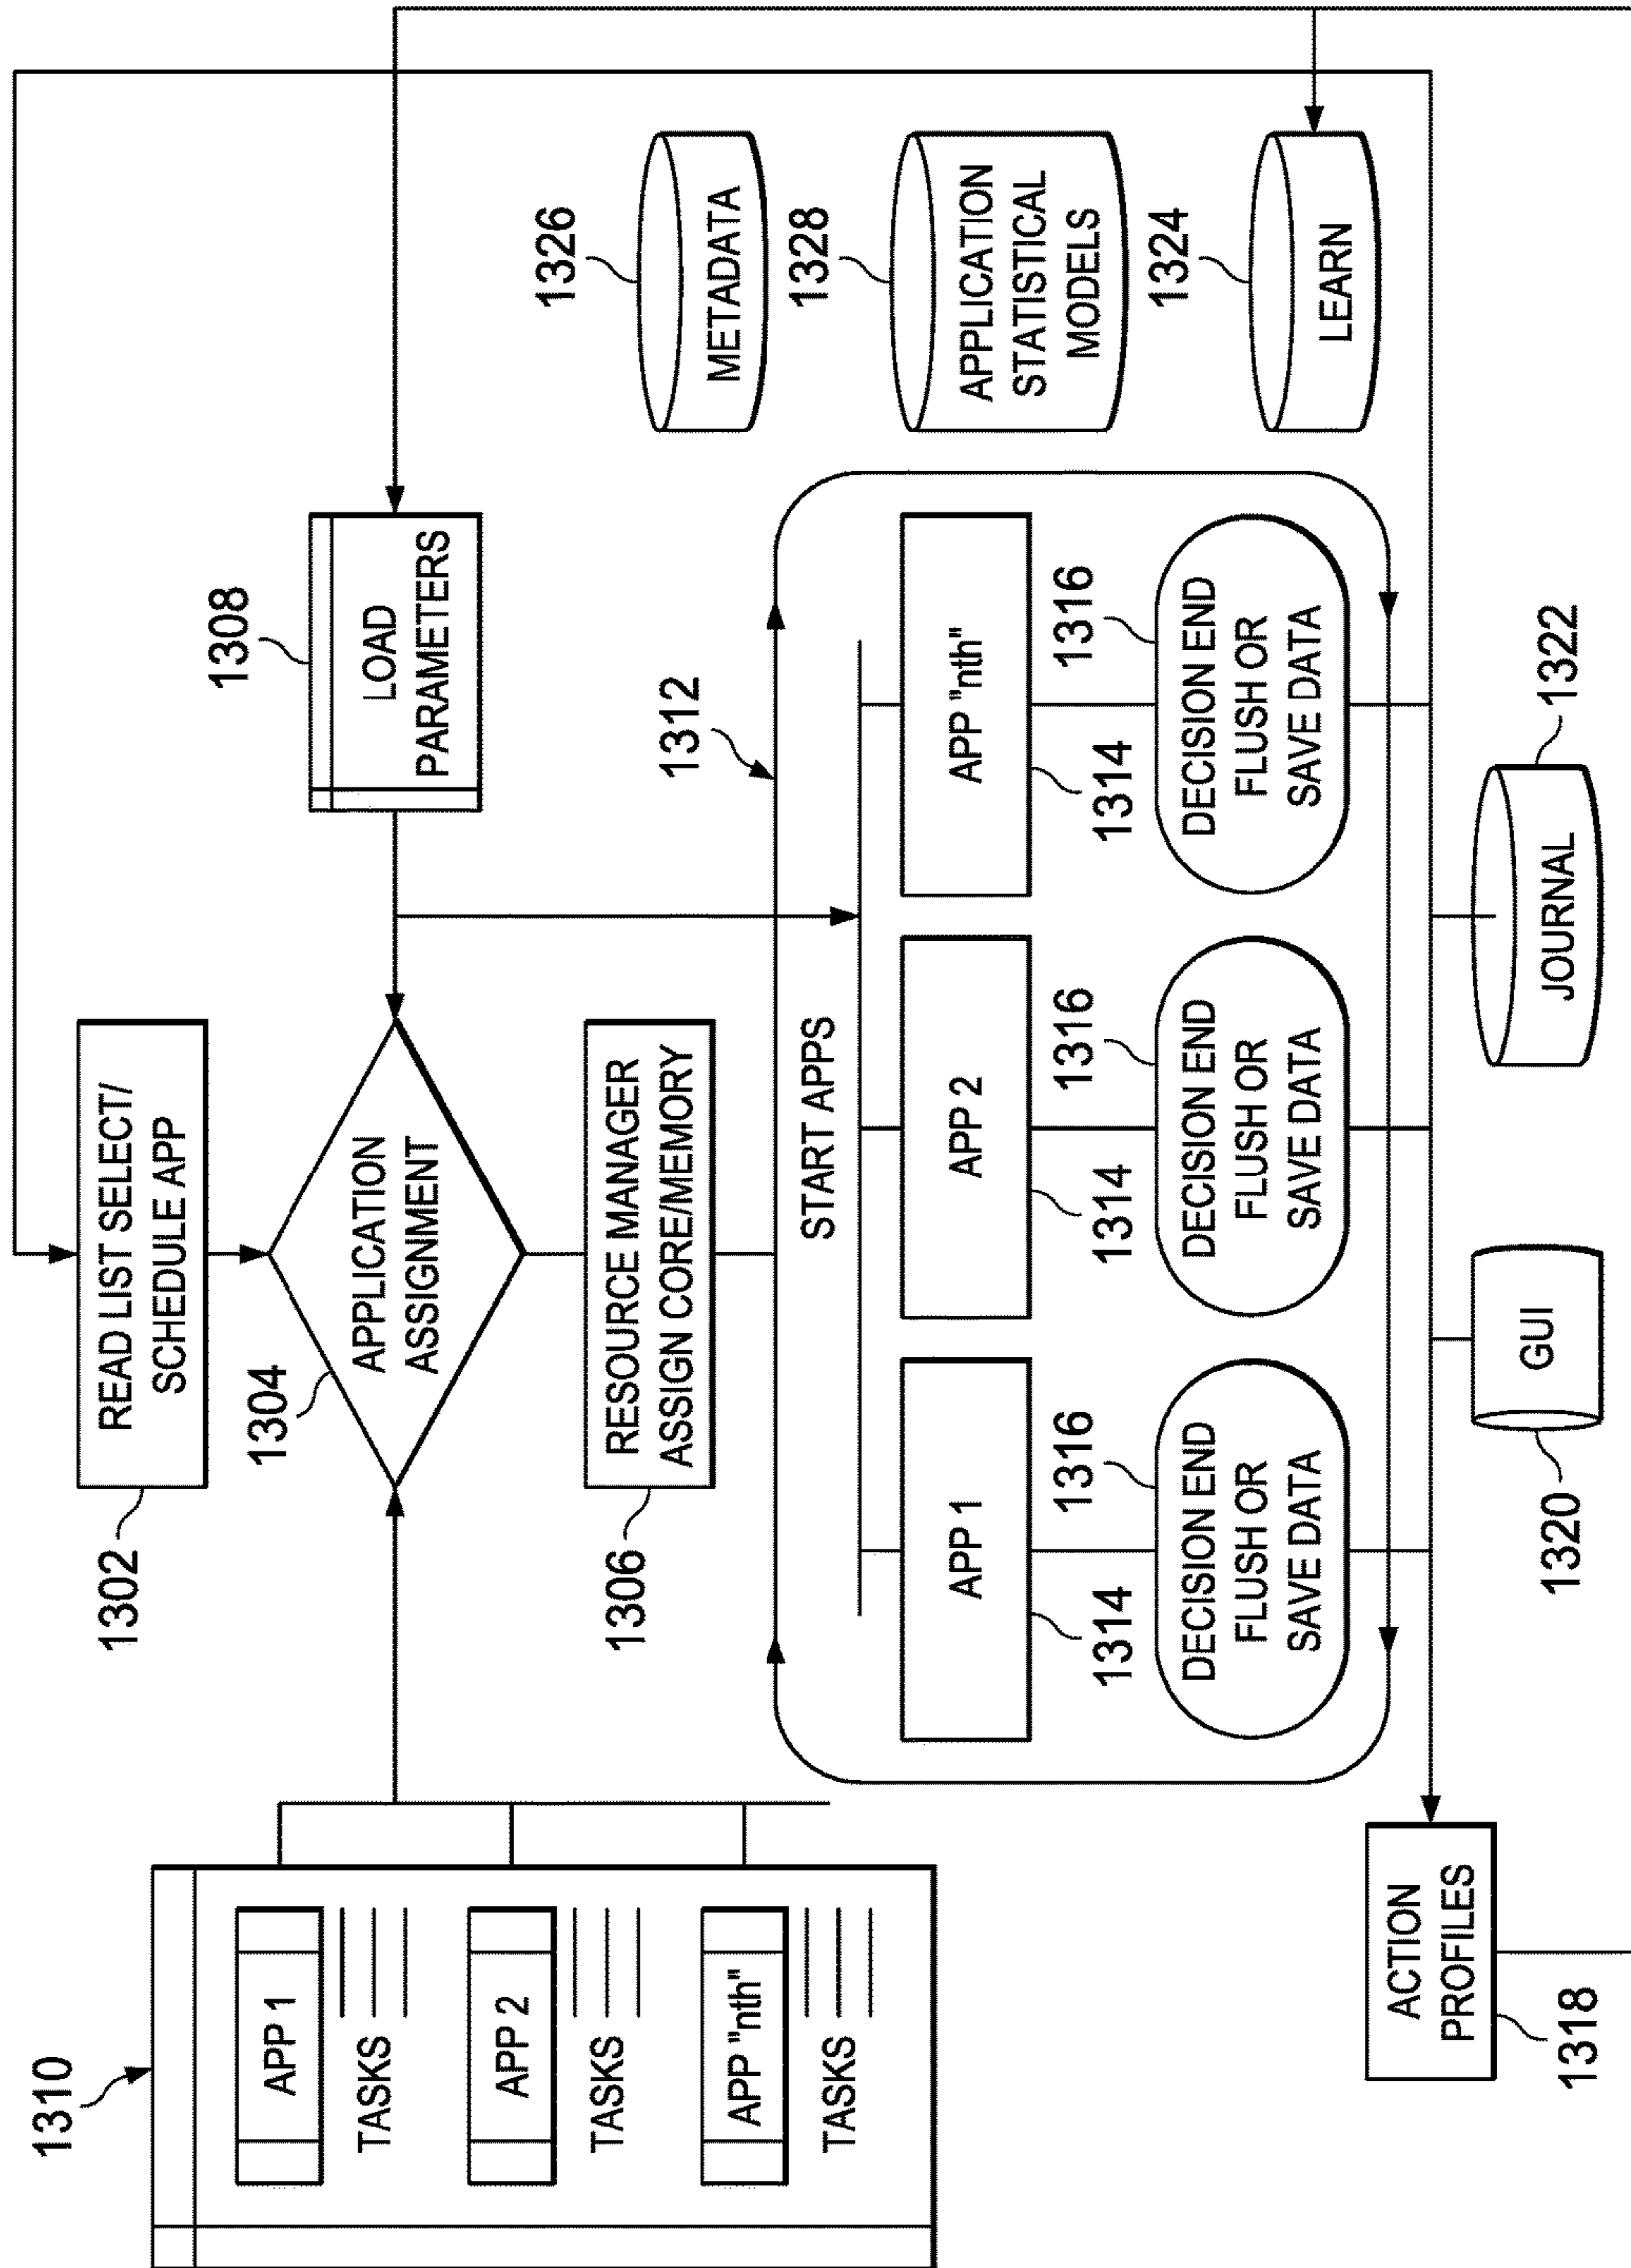 1310
APP 1
TASKS
APP 2
TASKS
APP "nth"
TASKS
1302
READ LIST SELECT/
SCHEDULE APP
1304
APPLICATION
ASSIGNMENT
1306
RESOURCE MANAGER
ASSIGN CORE/MEMORY
1308
LOAD
PARAMETERS
1312
START APPS
APP 1
1314
APP 2
1314
APP "nth"
1314
1316
DECISION END
FLUSH OR
SAVE DATA
1316
DECISION END
FLUSH OR
SAVE DATA
1316
DECISION END
FLUSH OR
SAVE DATA
1326
METADATA
1328
APPLICATION
STATISTICAL
MODELS
1324
LEARN
ACTION
PROFILES
1318
GUI
1320
JOURNAL
1322